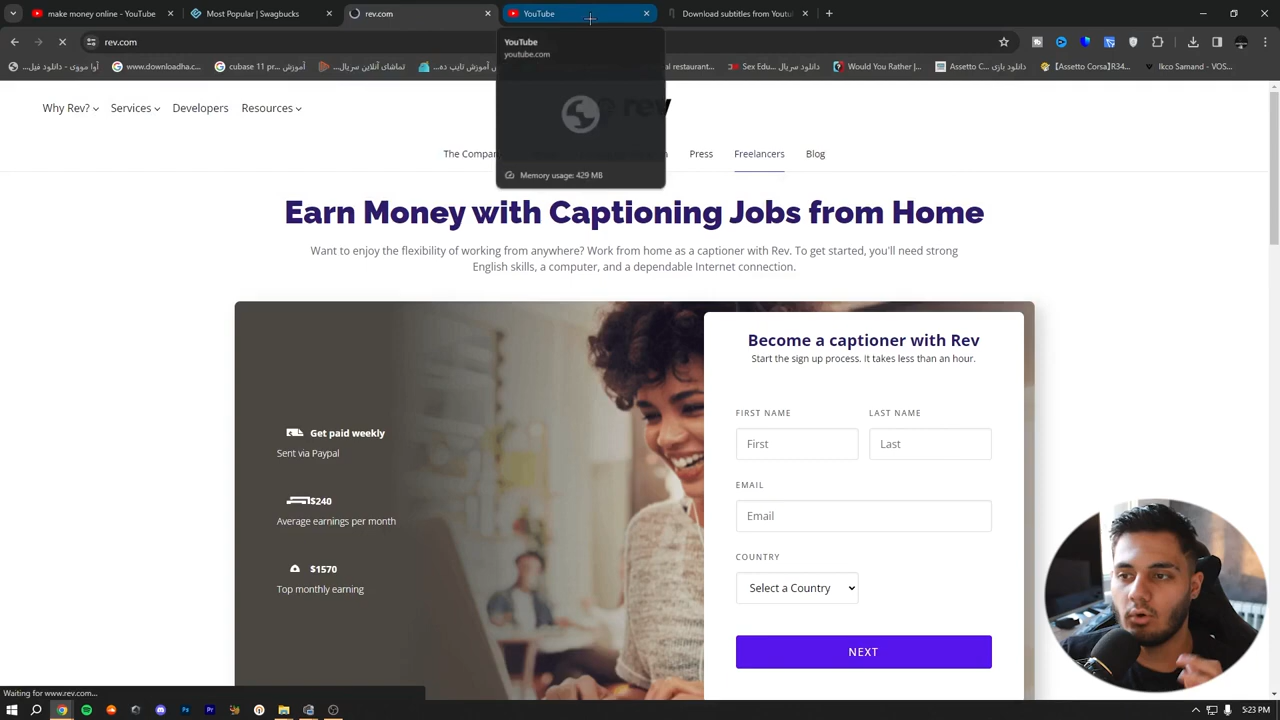 make money online - YouTube
Most Popular | Swagbucks
rev.com
YouTube
Download subtitles from Youtu
rev.com
YouTube
youtube.com
Memory usage: 429 MB
www.downloadha.c
cubase 11 پر آموزش
تماشای آنلاین سریال
آموزش تایپ ده
al restaurant...
Sex Edu... دانلود سریال
Would You Rather |
Assetto C... دانلود بازی
【Assetto Corsa】R34...
Ikco Samand - VOS...
Why Rev?
Services
Developers
Resources
rev
The Compan
Press
Freelancers
Blog
Earn Money with Captioning Jobs from Home
Want to enjoy the flexibility of working from anywhere? Work from home as a captioner with Rev. To get started, you'll need strong
English skills, a computer, and a dependable Internet connection.
Get paid weekly
Sent via Paypal
$240
Average earnings per month
$1570
Top monthly earning
Become a captioner with Rev
Start the sign up process. It takes less than an hour.
FIRST NAME
LAST NAME
First
Last
EMAIL
Email
COUNTRY
Select a Country
NEXT
Waiting for www.rev.com...
5:23 PM